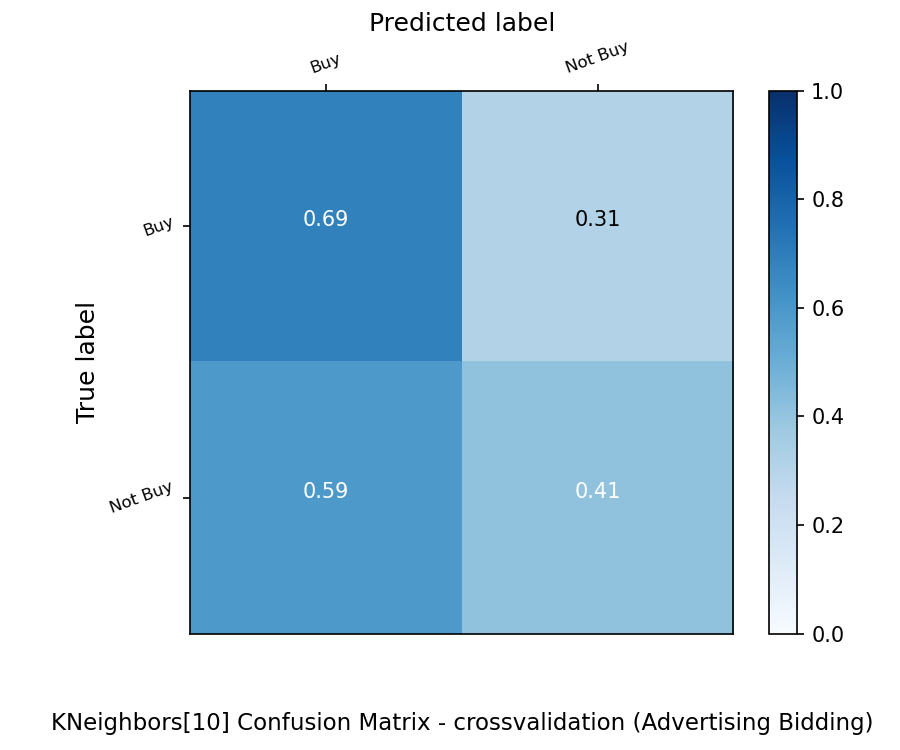 Predicted label
Buy
Not Buy
1.0
Buy
0.69
0.31
0.8
True label
0.6
Not Buy
0.59
0.41
0.4
0.2
0.0
KNeighbors[10] Confusion Matrix - crossvalidation (Advertising Bidding)